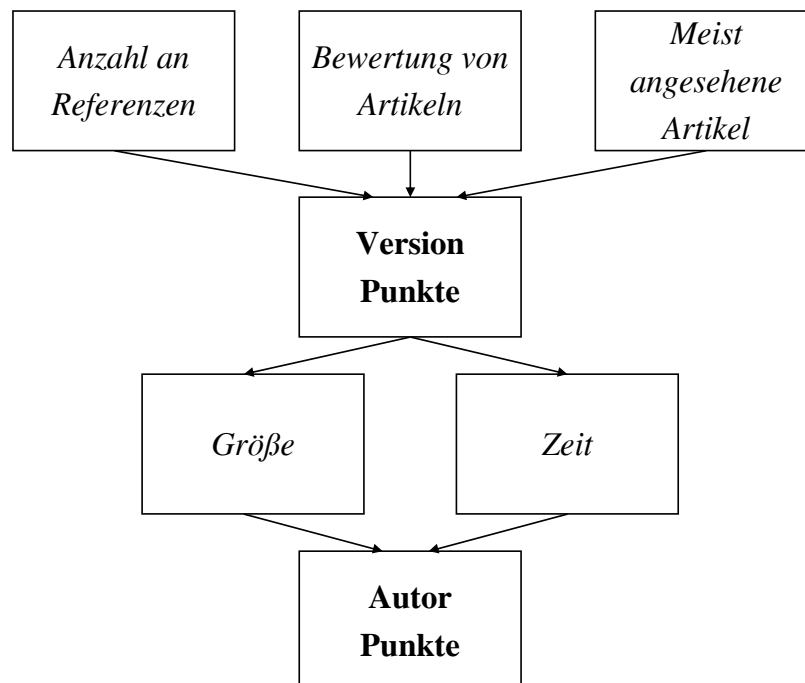 Anzahl an
Referenzen
Bewertung von
Artikeln
Meist
angesehene
Artikel
Version
Punkte
Größe
Zeit
Autor
Punkte